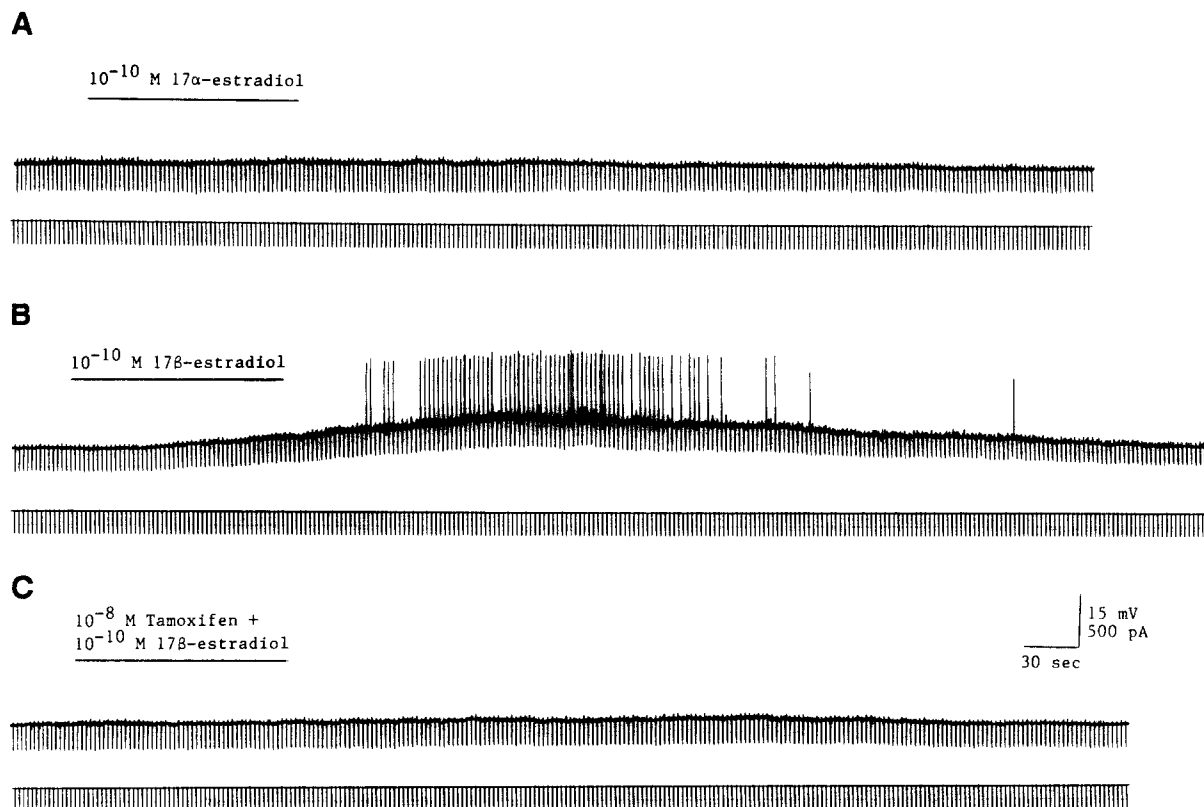 A
10⁻¹⁰ M 17α-estradiol
B
10⁻¹⁰ M 17β-estradiol
C
10⁻⁸ M Tamoxifen +
10⁻¹⁰ M 17β-estradiol
15 mV
500 pA
30 sec